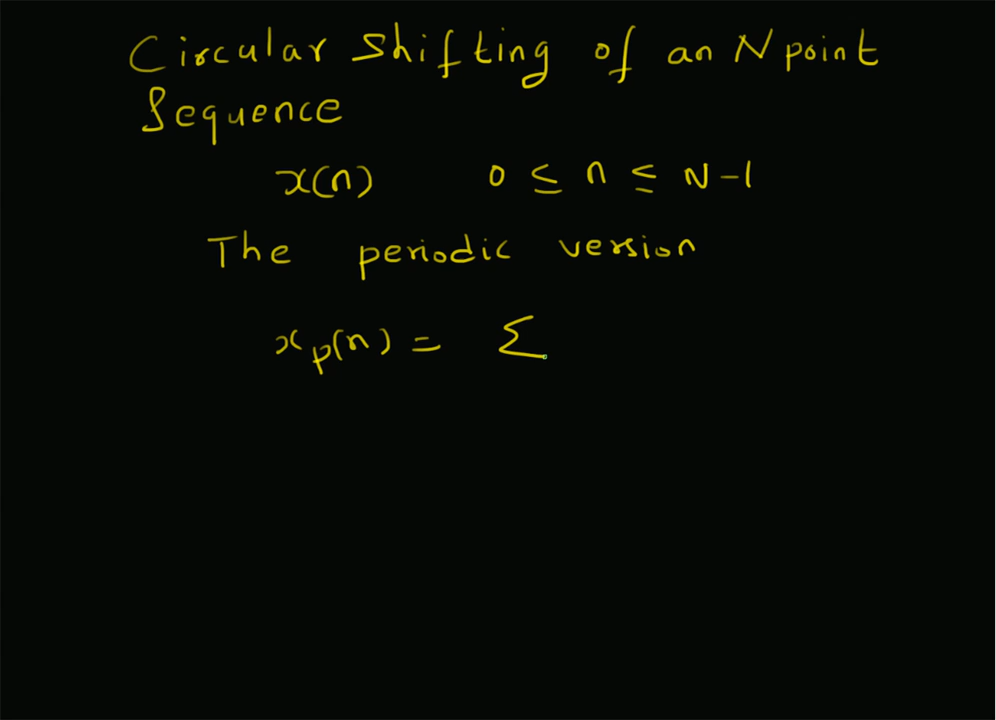 Circular Shifting of an N point
Sequence
x(n) 0 ≤ n ≤ N-1
The periodic version
xp(n) = Σ